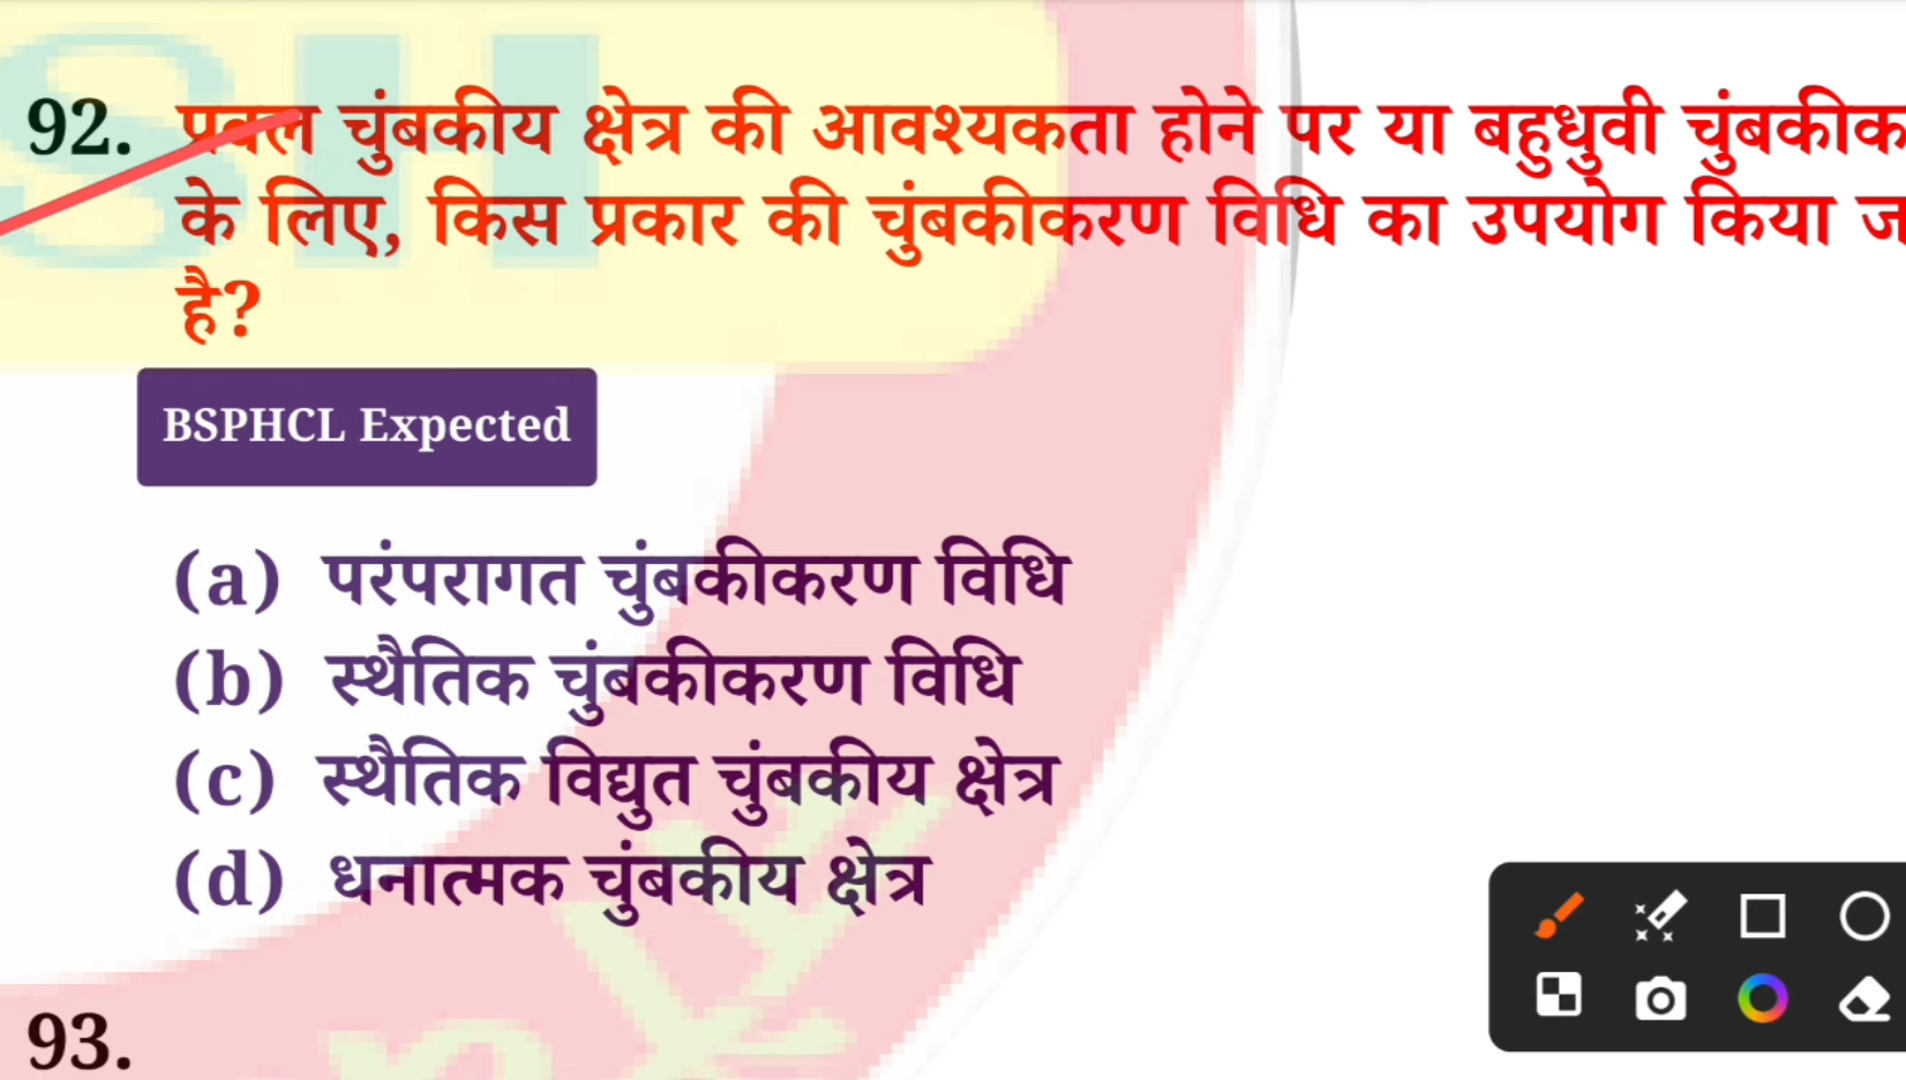 92. प्रवल चुंबकीय क्षेत्र की आवश्यकता होने पर या बहुधुवी चुंबकीक
के लिए, किस प्रकार की चुंबकीकरण विधि का उपयोग किया ज
है?
BSPHCL Expected
(a) परंपरागत चुंबकीकरण विधि
(b) स्थैतिक चुंबकीकरण विधि
(c) स्थैतिक विद्युत चुंबकीय क्षेत्र
(d) धनात्मक चुंबकीय क्षेत्र
93.